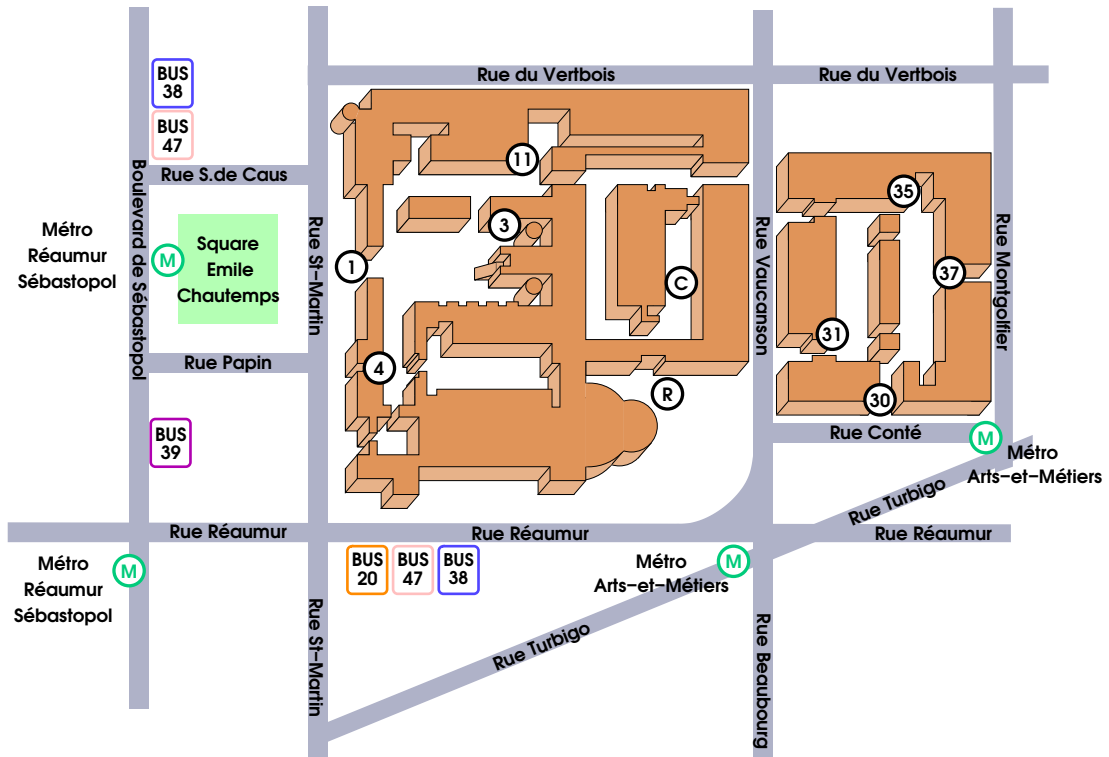 Rue du Vertbois
Rue du Vertbois
BUS
38
BUS
47
Rue S.de Caus
Boulevard de Sébastopol
Rue St–Martin
Métro
Réaumur
Sébastopol
M
Square
Emile
Chautemps
11
3
1
C
4
R
Rue Vaucanson
35
37
31
30
Rue Montgolfier
Rue Papin
BUS
39
Rue Conté
M
Métro
Arts–et–Métiers
Rue Turbigo
Rue Réaumur
Rue Réaumur
Rue Réaumur
Métro
Réaumur
Sébastopol
M
BUS
20
BUS
47
BUS
38
Métro
Arts–et–Métiers
M
Rue St–Martin
Rue Turbigo
Rue Beaubourg